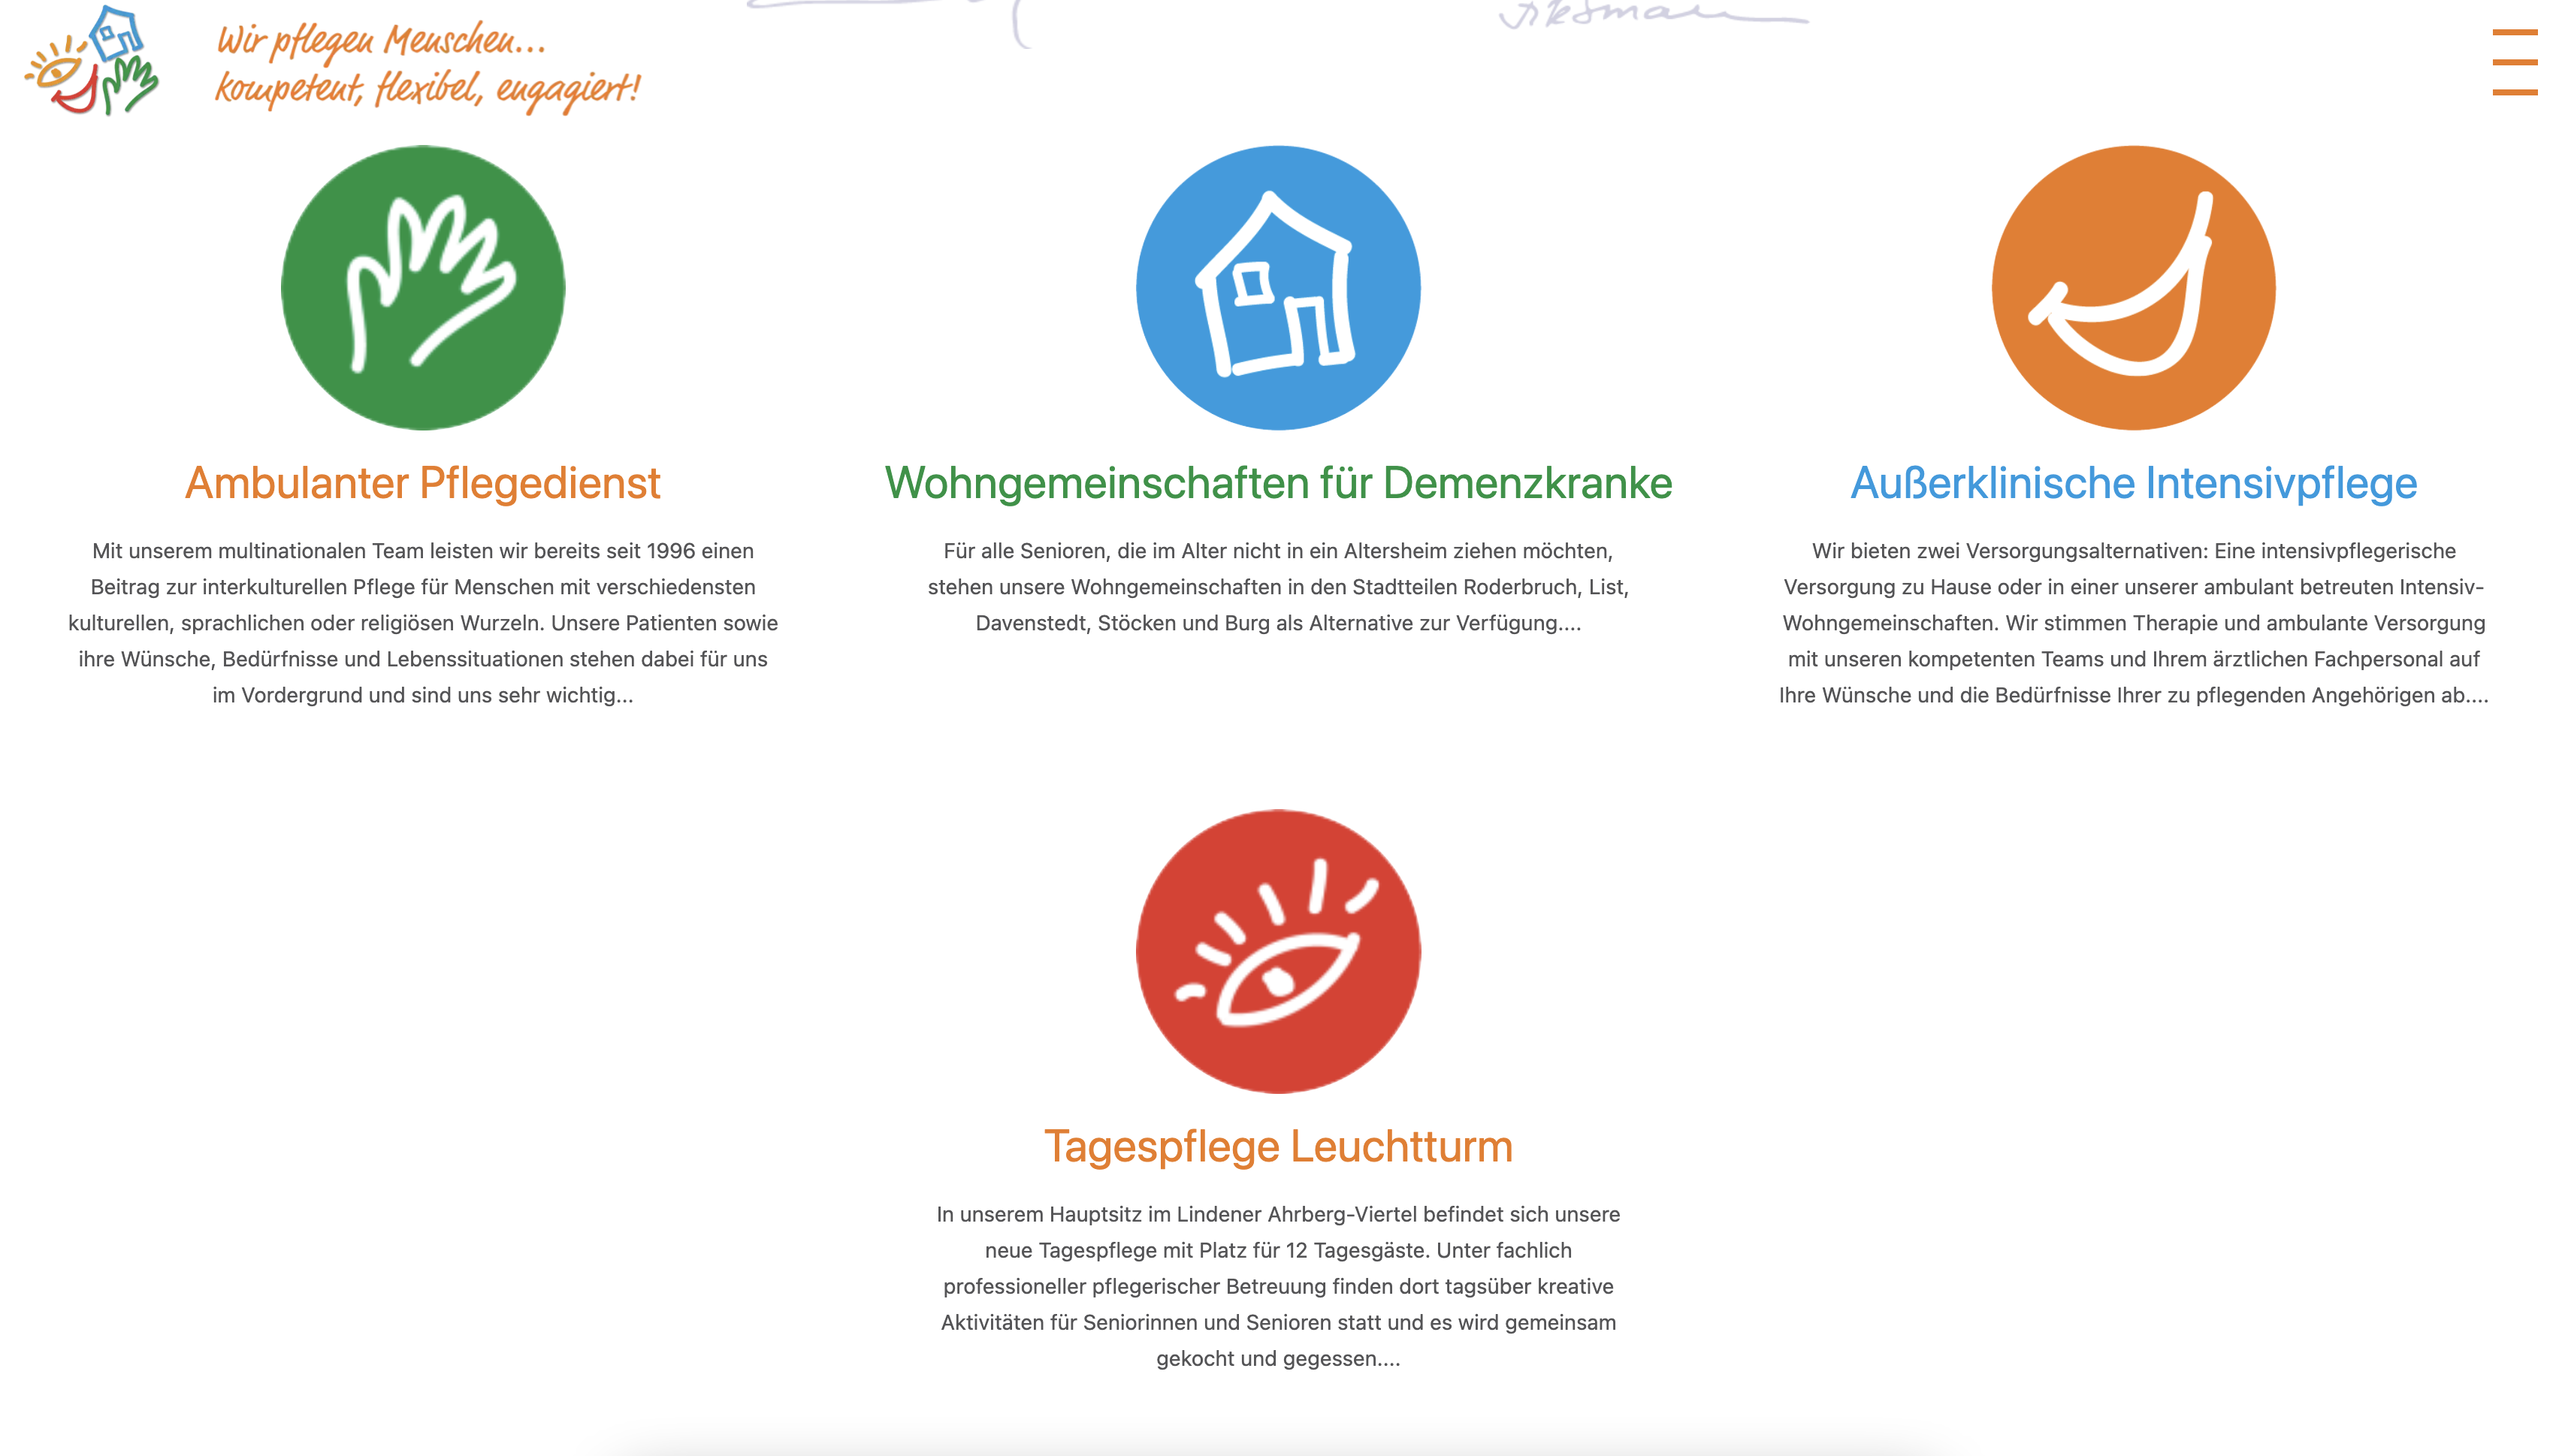 Wir pflegen Menschen...
kompetent, flexibel, engagiert!
Ambulanter Pflegedienst
Mit unserem multinationalen Team leisten wir bereits seit 1996 einen
Beitrag zur interkulturellen Pflege für Menschen mit verschiedensten
kulturellen, sprachlichen oder religiösen Wurzeln. Unsere Patienten sowie
ihre Wünsche, Bedürfnisse und Lebenssituationen stehen dabei für uns
im Vordergrund und sind uns sehr wichtig...
Wohngemeinschaften für Demenzkranke
Für alle Senioren, die im Alter nicht in ein Altersheim ziehen möchten,
stehen unsere Wohngemeinschaften in den Stadtteilen Roderbruch, List,
Davenstedt, Stöcken und Burg als Alternative zur Verfügung....
Außerklinische Intensivpflege
Wir bieten zwei Versorgungsalternativen: Eine intensivpflegerische
Versorgung zu Hause oder in einer unserer ambulant betreuten Intensiv-
Wohngemeinschaften. Wir stimmen Therapie und ambulante Versorgung
mit unseren kompetenten Teams und Ihrem ärztlichen Fachpersonal auf
Ihre Wünsche und die Bedürfnisse Ihrer zu pflegenden Angehörigen ab....
Tagespflege Leuchtturm
In unserem Hauptsitz im Lindener Ahrberg-Viertel befindet sich unsere
neue Tagespflege mit Platz für 12 Tagesgäste. Unter fachlich
professioneller pflegerischer Betreuung finden dort tagsüber kreative
Aktivitäten für Seniorinnen und Senioren statt und es wird gemeinsam
gekocht und gegessen....